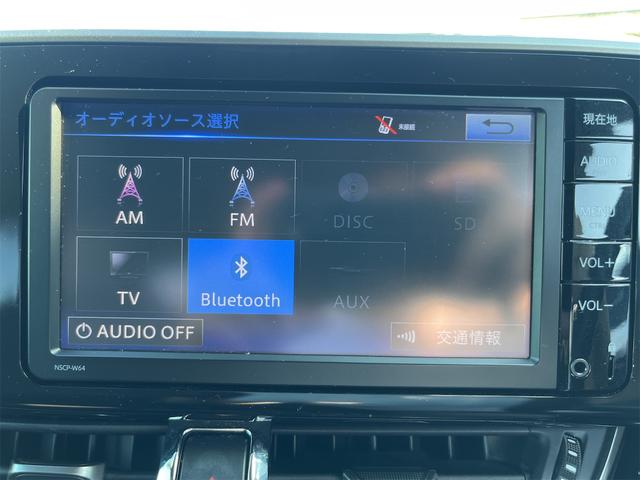 オーディオソース選択
未接続
現在地
AUDIO
AM
FM
DISC
SD
MENU
TV
Bluetooth
AUX
VOL+
VOL−
AUDIO OFF
交通情報
NSCP-W64